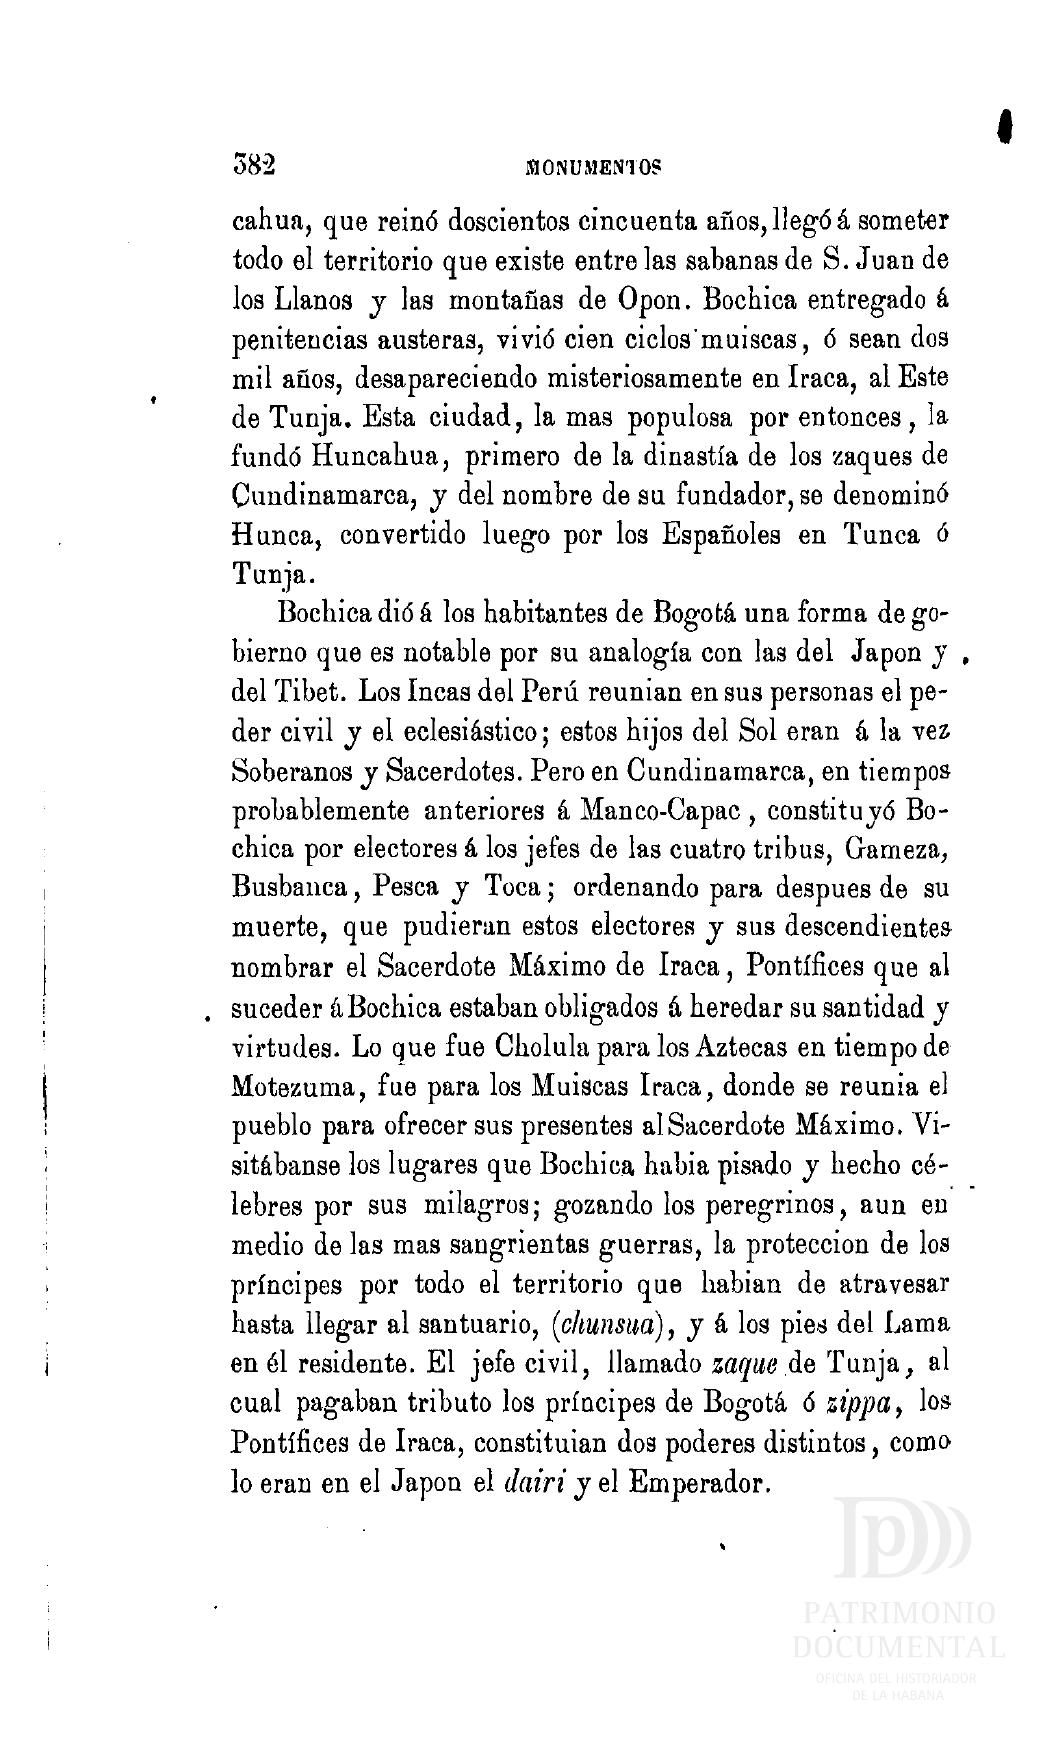 382
MONUMENTOS
cahua, que reinó doscientos cincuenta años, llegó á someter
todo el territorio que existe entre las sabanas de S. Juan de
los Llanos y las montañas de Opon. Bochica entregado á
penitencias austeras, vivió cien ciclos muiscas, ó sean dos
mil años, desapareciendo misteriosamente en Iraca, al Este
de Tunja. Esta ciudad, la mas populosa por entonces, la
fundó Huncahua, primero de la dinastía de los zaques de
Cundinamarca, y del nombre de su fundador, se denominó
Hunca, convertido luego por los Españoles en Tunca ó
Tunja.
Bochica dió á los habitantes de Bogotá una forma de go-
bierno que es notable por su analogía con las del Japon y
del Tibet. Los Incas del Perú reunian en sus personas el pe-
der civil y el eclesiástico; estos hijos del Sol eran á la vez
Soberanos y Sacerdotes. Pero en Cundinamarca, en tiempos
probablemente anteriores á Manco-Capac, constituyó Bo-
chica por electores á los jefes de las cuatro tribus, Gameza,
Busbanca, Pesca y Toca; ordenando para despues de su
muerte, que pudieran estos electores y sus descendientes
nombrar el Sacerdote Máximo de Iraca, Pontífices que al
suceder á Bochica estaban obligados á heredar su santidad y
virtudes. Lo que fue Cholula para los Aztecas en tiempo de
Motezuma, fue para los Muiscas Iraca, donde se reunia el
pueblo para ofrecer sus presentes al Sacerdote Máximo. Vi-
sitábanse los lugares que Bochica habia pisado y hecho cé-
lebres por sus milagros; gozando los peregrinos, aun en
medio de las mas sangrientas guerras, la proteccion de los
príncipes por todo el territorio que habian de atravesar
hasta llegar al santuario, (chunsua), y á los pies del Lama
en él residente. El jefe civil, llamado zaque de Tunja, al
cual pagaban tributo los príncipes de Bogotá ó zippa, los
Pontífices de Iraca, constituian dos poderes distintos, como
lo eran en el Japon el dairi y el Emperador.
PATRIMONIO
DOCUMENTAL
OFICINA DEL HISTORIADOR
DE LA HABANA